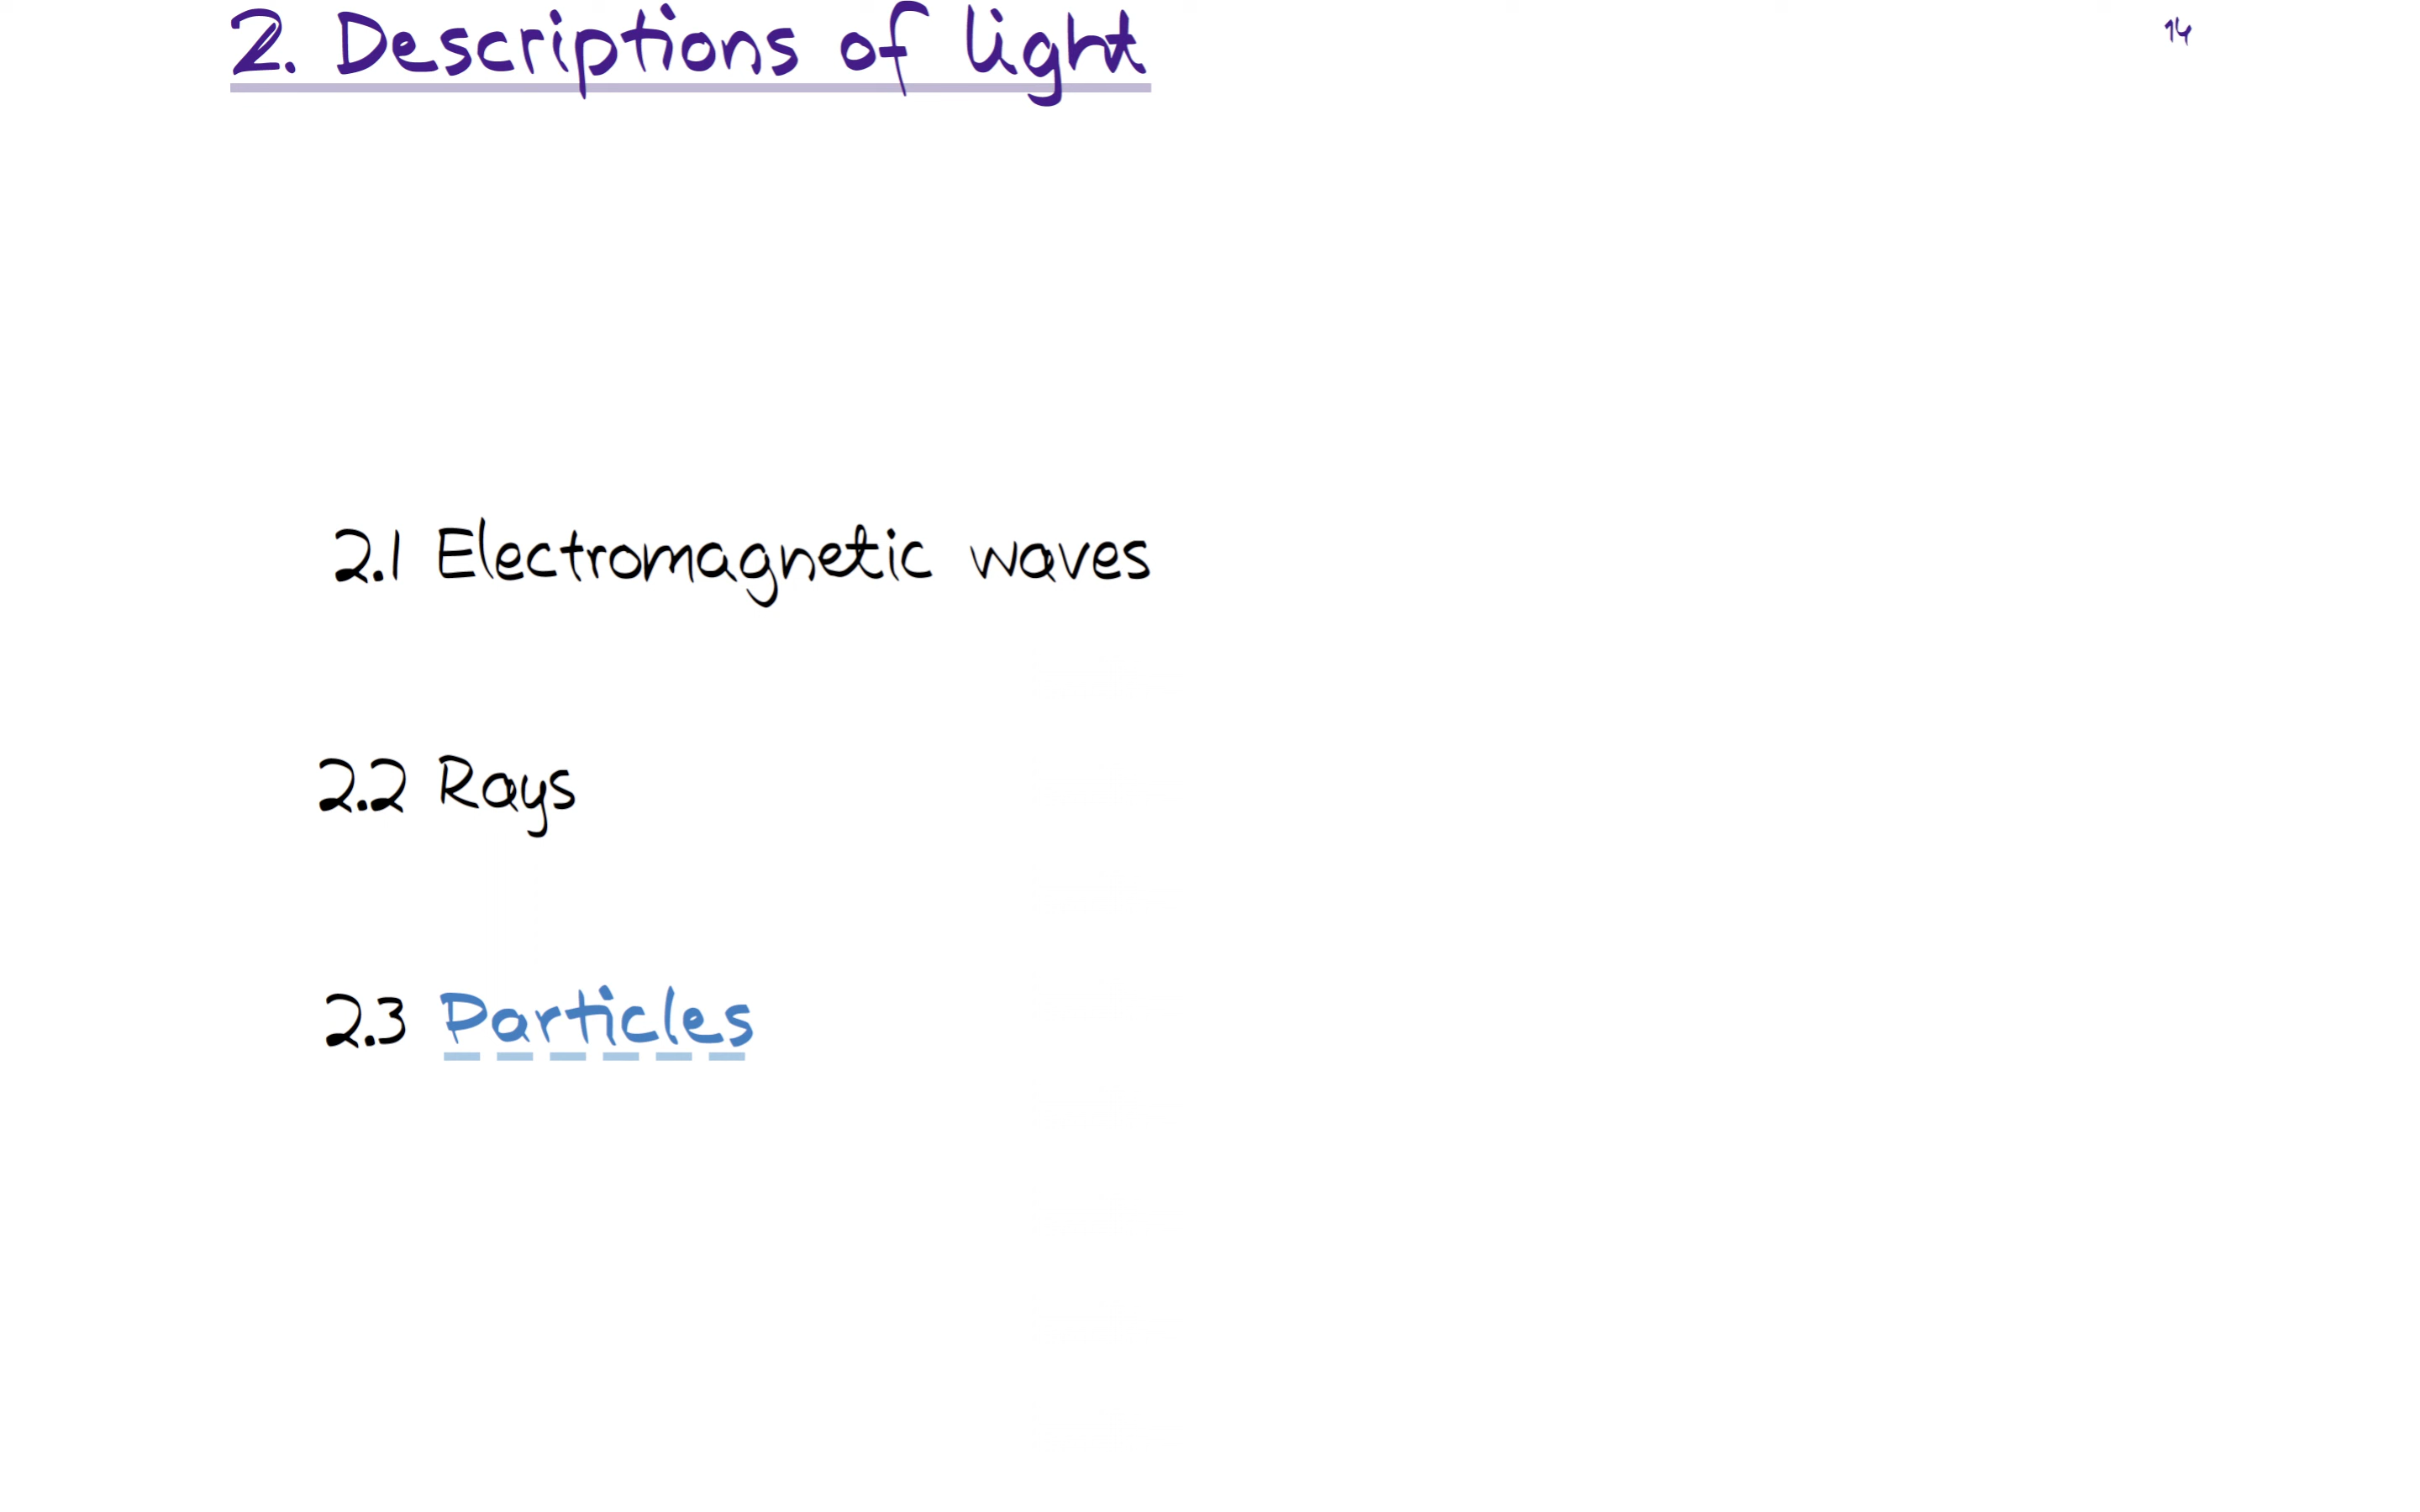 2. Descriptions of light
14
2.1 Electromagnetic waves
2.2 Rays
2.3 Particles